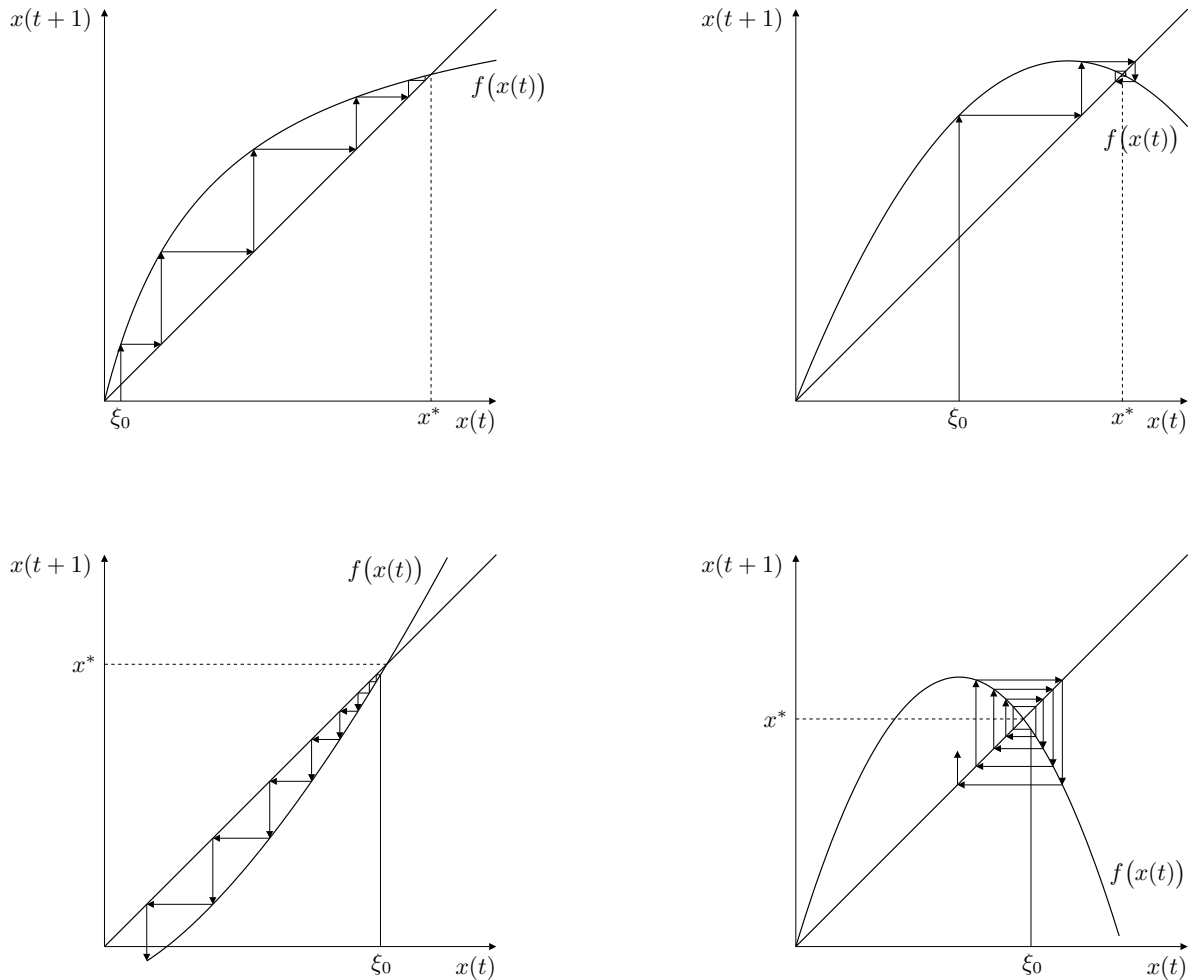 x(t + 1)
f(x(t))
ξ₀
x*
x(t)
x(t + 1)
f(x(t))
ξ₀
x*
x(t)
x(t + 1)
f(x(t))
x*
ξ₀
x(t)
x(t + 1)
x*
f(x(t))
ξ₀
x(t)